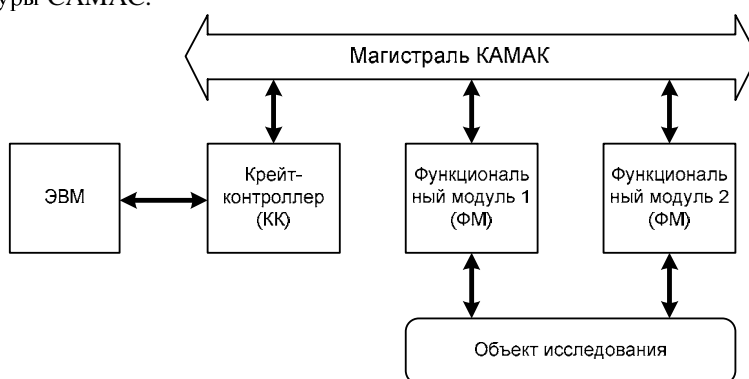 уры CAMAC.
Магистраль КАМАК
ЭВМ
Крейт-
контроллер
(КК)
Функциональ
ный модуль 1
(ФМ)
Функциональ
ный модуль 2
(ФМ)
Объект исследования